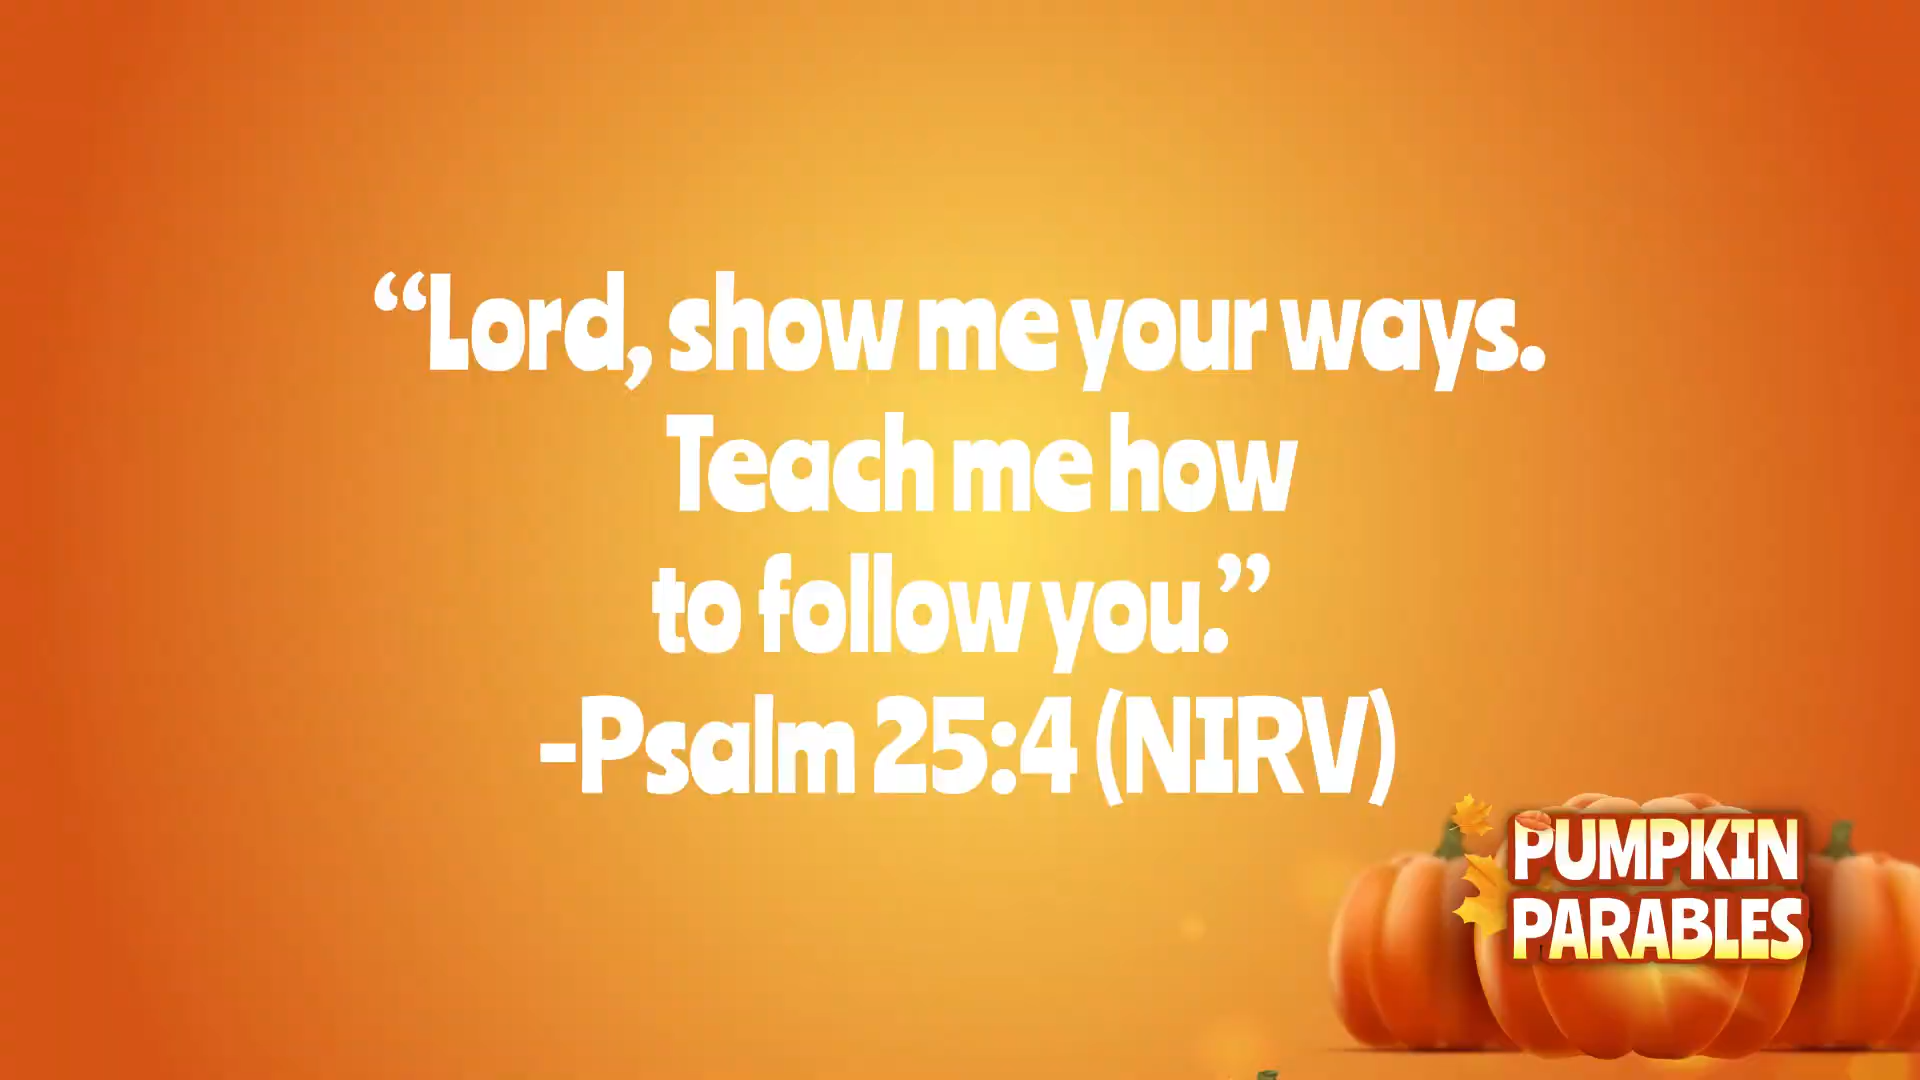 “Lord, show me your ways.
Teach me how
to follow you.”
-Psalm 25:4 (NIRV)
PUMPKIN
PARABLES